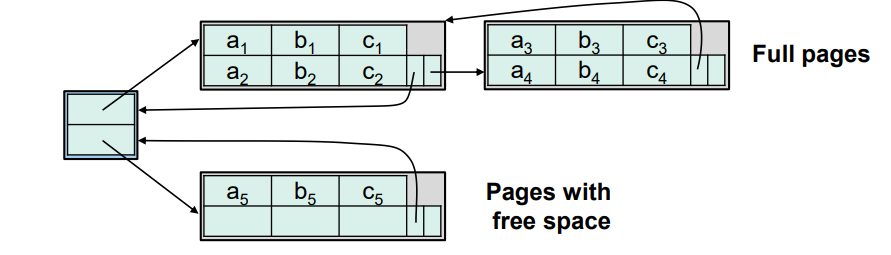 a₁ b₁ c₁
a₂ b₂ c₂
a₃ b₃ c₃
a₄ b₄ c₄
Full pages
a₅ b₅ c₅
Pages with
free space